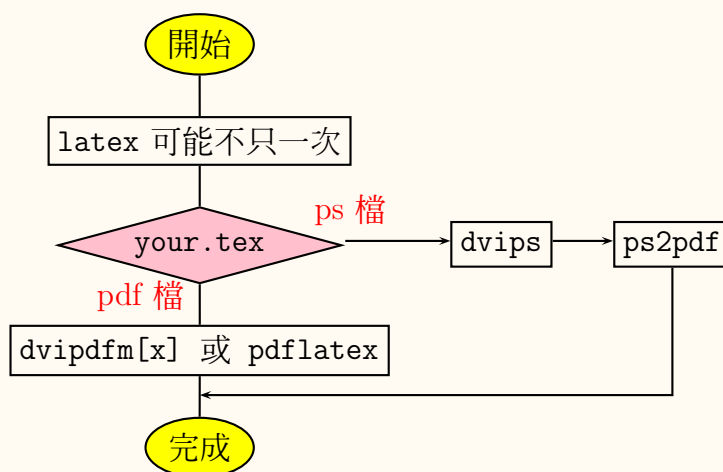 開始
latex 可能不只一次
ps 檔
your.tex
dvips
ps2pdf
pdf 檔
dvipdfm[x] 或 pdflatex
完成